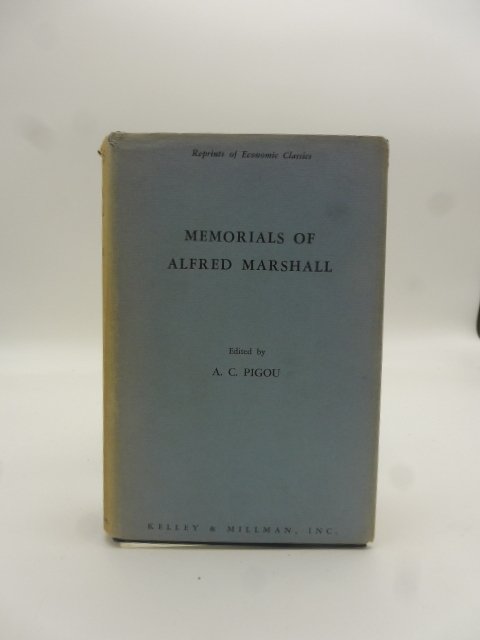 Reprints of Economic Classics
MEMORIALS OF
ALFRED MARSHALL
Edited by
A. C. PIGOU
KELLEY & MILLMAN, INC.